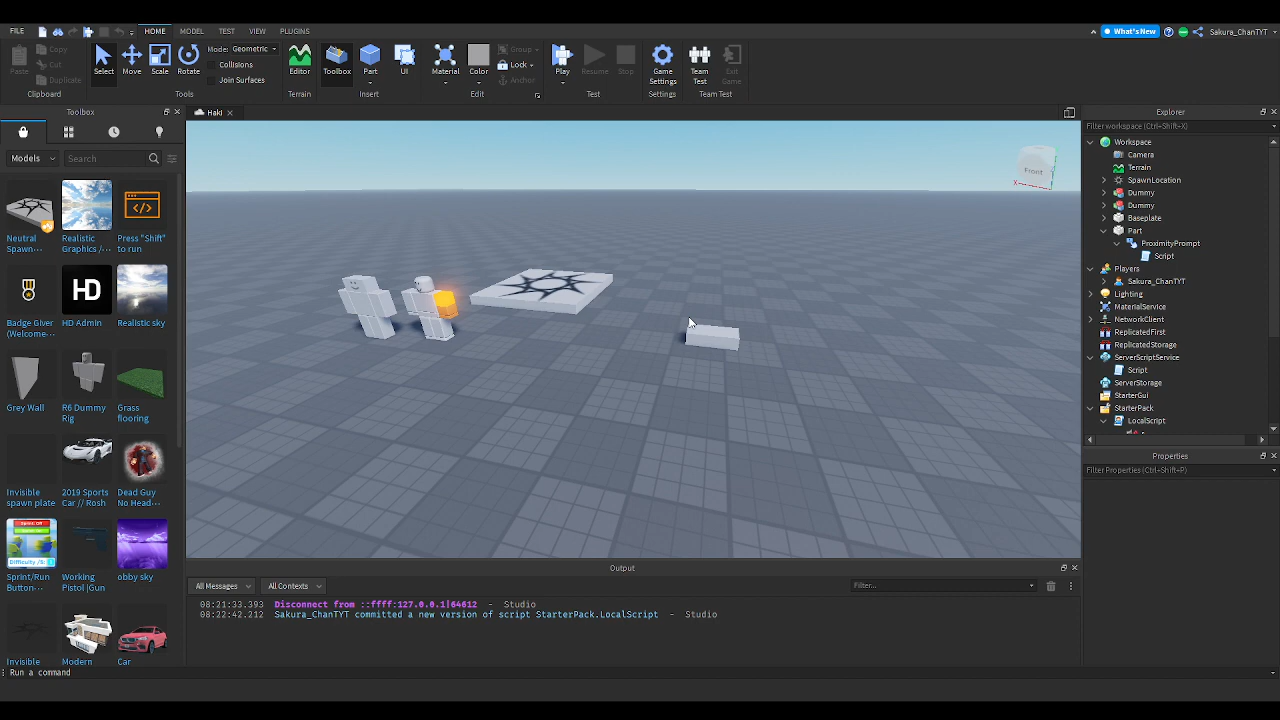 FILE HOME MODEL TEST VIEW PLUGINS What's New Sakura_ChanTYT
Paste Copy Cut Duplicate Clipboard
Select Move Scale Rotate Mode: Geometric Collisions Join Surfaces Tools
Editor Terrain
Toolbox Part UI Insert
Material Color Group Lock Anchor Edit
Play Resume Stop Test
Game Settings Settings
Team Test Exit Game Team Test
Toolbox
Models Search
Neutral Spawn...
Realistic Graphics /...
Press "Shift" to run
Badge Giver (Welcome...
HD
HD Admin
Realistic sky
Grey Wall
R6 Dummy Rig
Grass flooring
Invisible spawn plate
2019 Sports Car // Rosh
Dead Guy No Head...
Sprint/Run Button...
Working Pistol |Gun
obby sky
Invisible
Modern
Car
Haki
Front
X
Output
All Messages All Contexts Filter...
08:21:33.393 Disconnect from ::ffff:127.0.0.1|64612 - Studio
08:22:42.212 Sakura_ChanTYT committed a new version of script StarterPack.LocalScript - Studio
Explorer
Filter workspace (Ctrl+Shift+X)
Workspace
Camera
Terrain
SpawnLocation
Dummy
Dummy
Baseplate
Part
ProximityPrompt
Script
Players
Sakura_ChanTYT
Lighting
MaterialService
NetworkClient
ReplicatedFirst
ReplicatedStorage
ServerScriptService
Script
ServerStorage
StarterGui
StarterPack
LocalScript
Properties
Filter Properties (Ctrl+Shift+P)
Run a command